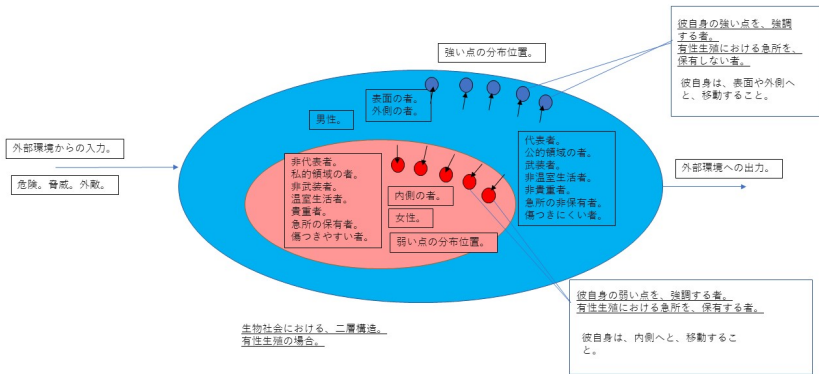 彼自身の強い点を、強調
する者。
有性生殖における急所を、
保有しない者。
彼自身は、表面や外側へ
と、移動すること。
強い点の分布位置。
表面の者。
外側の者。
男性。
外部環境からの入力。
危険。脅威。外敵。
代表者。
公的領域の者。
武装者。
非温室生活者。
非貴重者。
急所の非保有者。
傷つきにくい者。
外部環境への出力。
非代表者。
私的領域の者。
非武装者。
温室生活者。
貴重者。
急所の保有者。
傷つきやすい者。
内側の者。
女性。
弱い点の分布位置。
彼自身の弱い点を、強調する者。
有性生殖における急所を、保有する者。
彼自身は、内側へと、移動するこ
と。
生物社会における、二層構造。
有性生殖の場合。